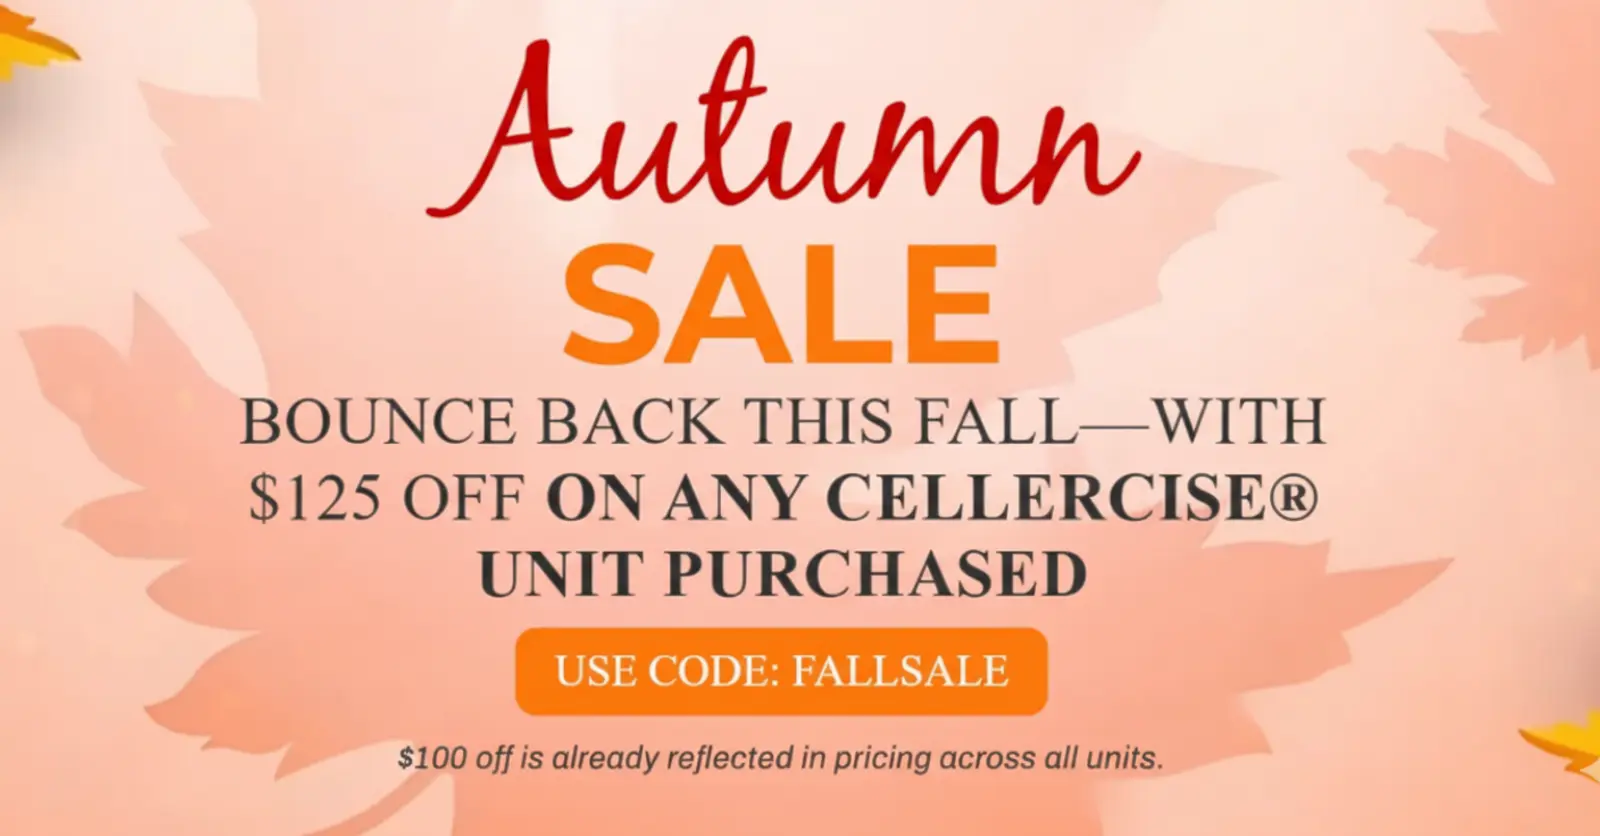 Autumn
SALE
BOUNCE BACK THIS FALL—WITH
$125 OFF ON ANY CELLERCISE®
UNIT PURCHASED
USE CODE: FALLSALE
$100 off is already reflected in pricing across all units.